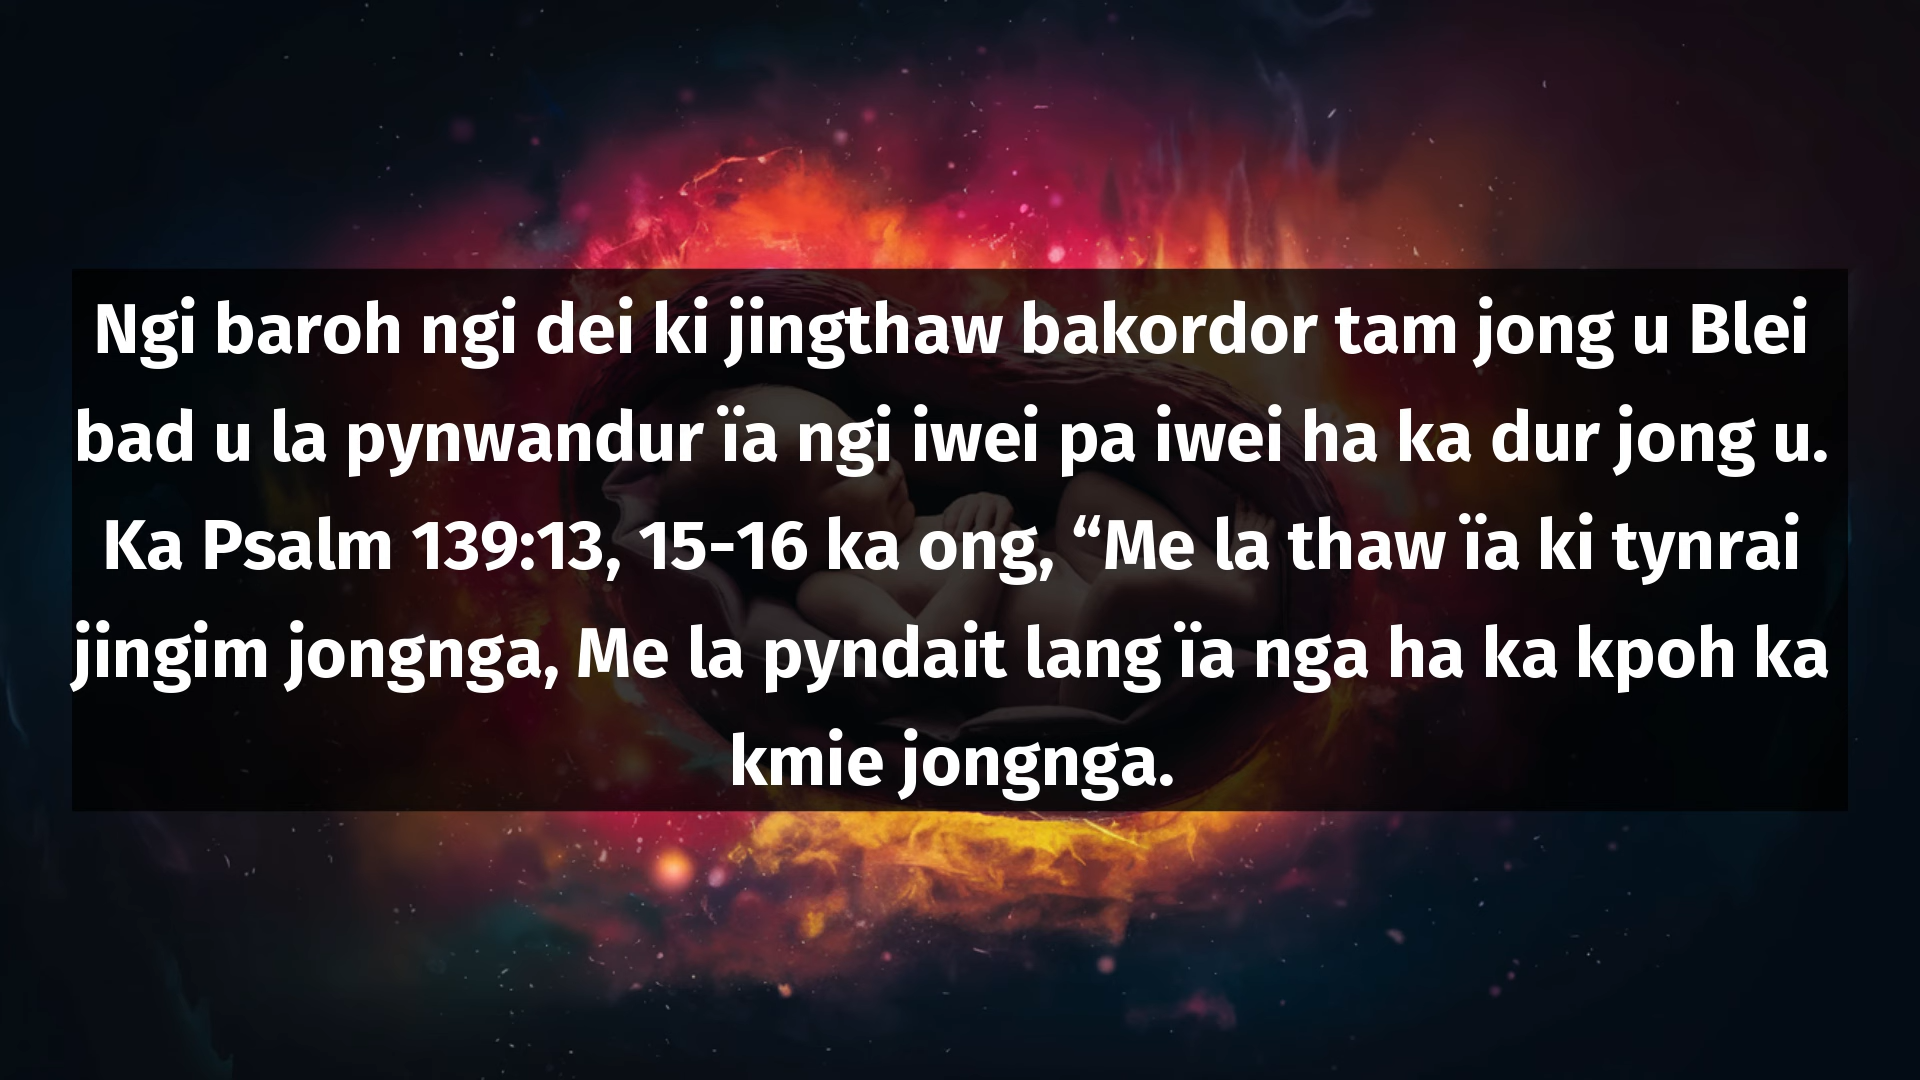 Ngi baroh ngi dei ki jingthaw bakordor tam jong u Blei
bad u la pynwandur ïa ngi iwei pa iwei ha ka dur jong u.
Ka Psalm 139:13, 15-16 ka ong, “Me la thaw ïa ki tynrai
jingim jongnga, Me la pyndait lang ïa nga ha ka kpoh ka
kmie jongnga.